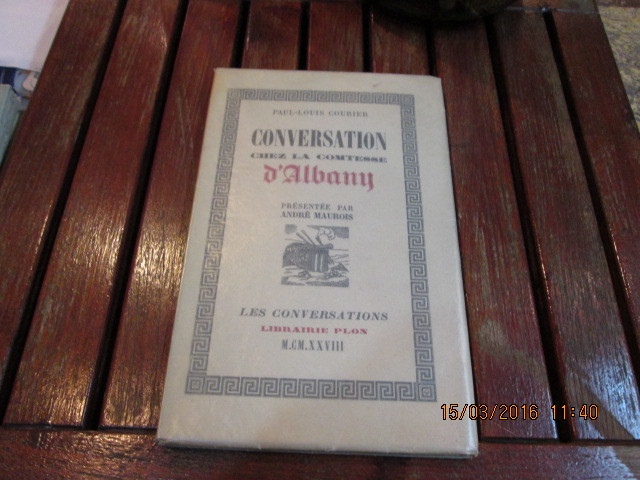 PAUL-LOUIS COURIER
CONVERSATION
CHEZ LA COMTESSE
d'Albany
PRÉSENTÉE PAR
ANDRÉ MAUROIS
LES CONVERSATIONS
LIBRAIRIE PLON
M.CM.XXVIII
15/03/2016 11:40